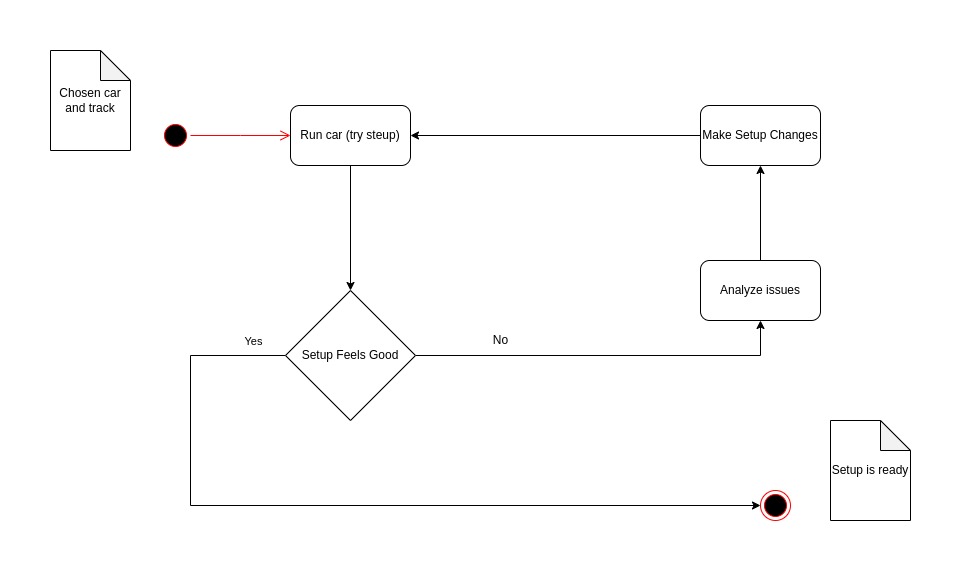 Chosen car
and track
Run car (try steup)
Make Setup Changes
Analyze issues
Yes
No
Setup Feels Good
Setup is ready